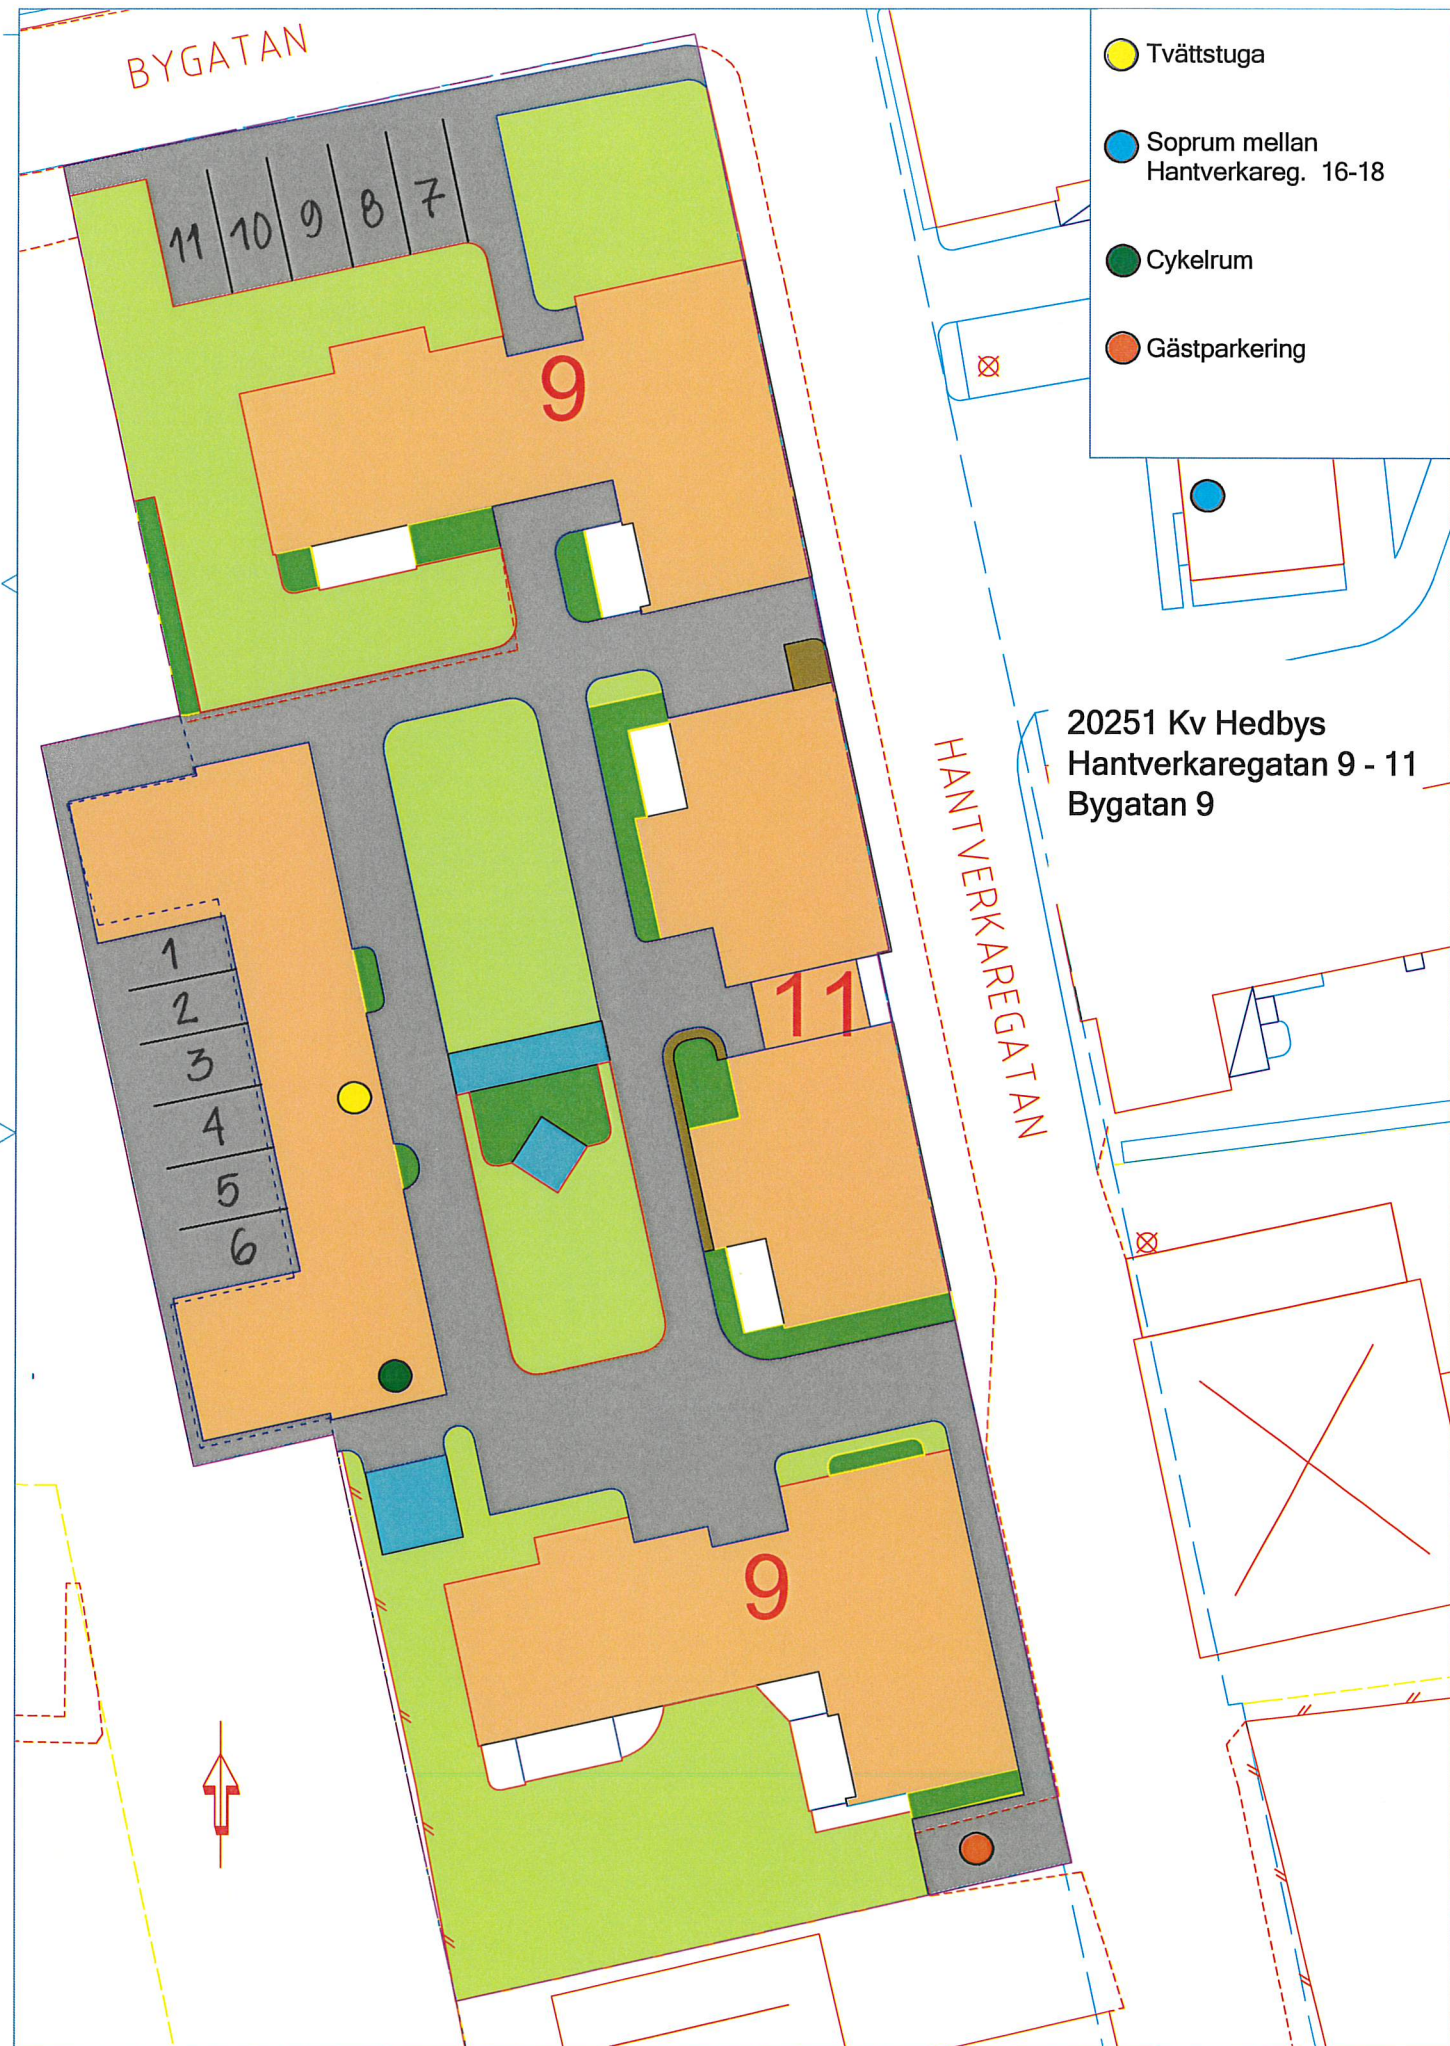 BYGATAN
Tvättstuga
Soprum mellan
Hantverkareg. 16-18
Cykelrum
Gästparkering
11 10 9 8 7
9
20251 Kv Hedbys
Hantverkaregatan 9 - 11
Bygatan 9
HANTVERKAREGATAN
1
2
3
4
5
6
11
9